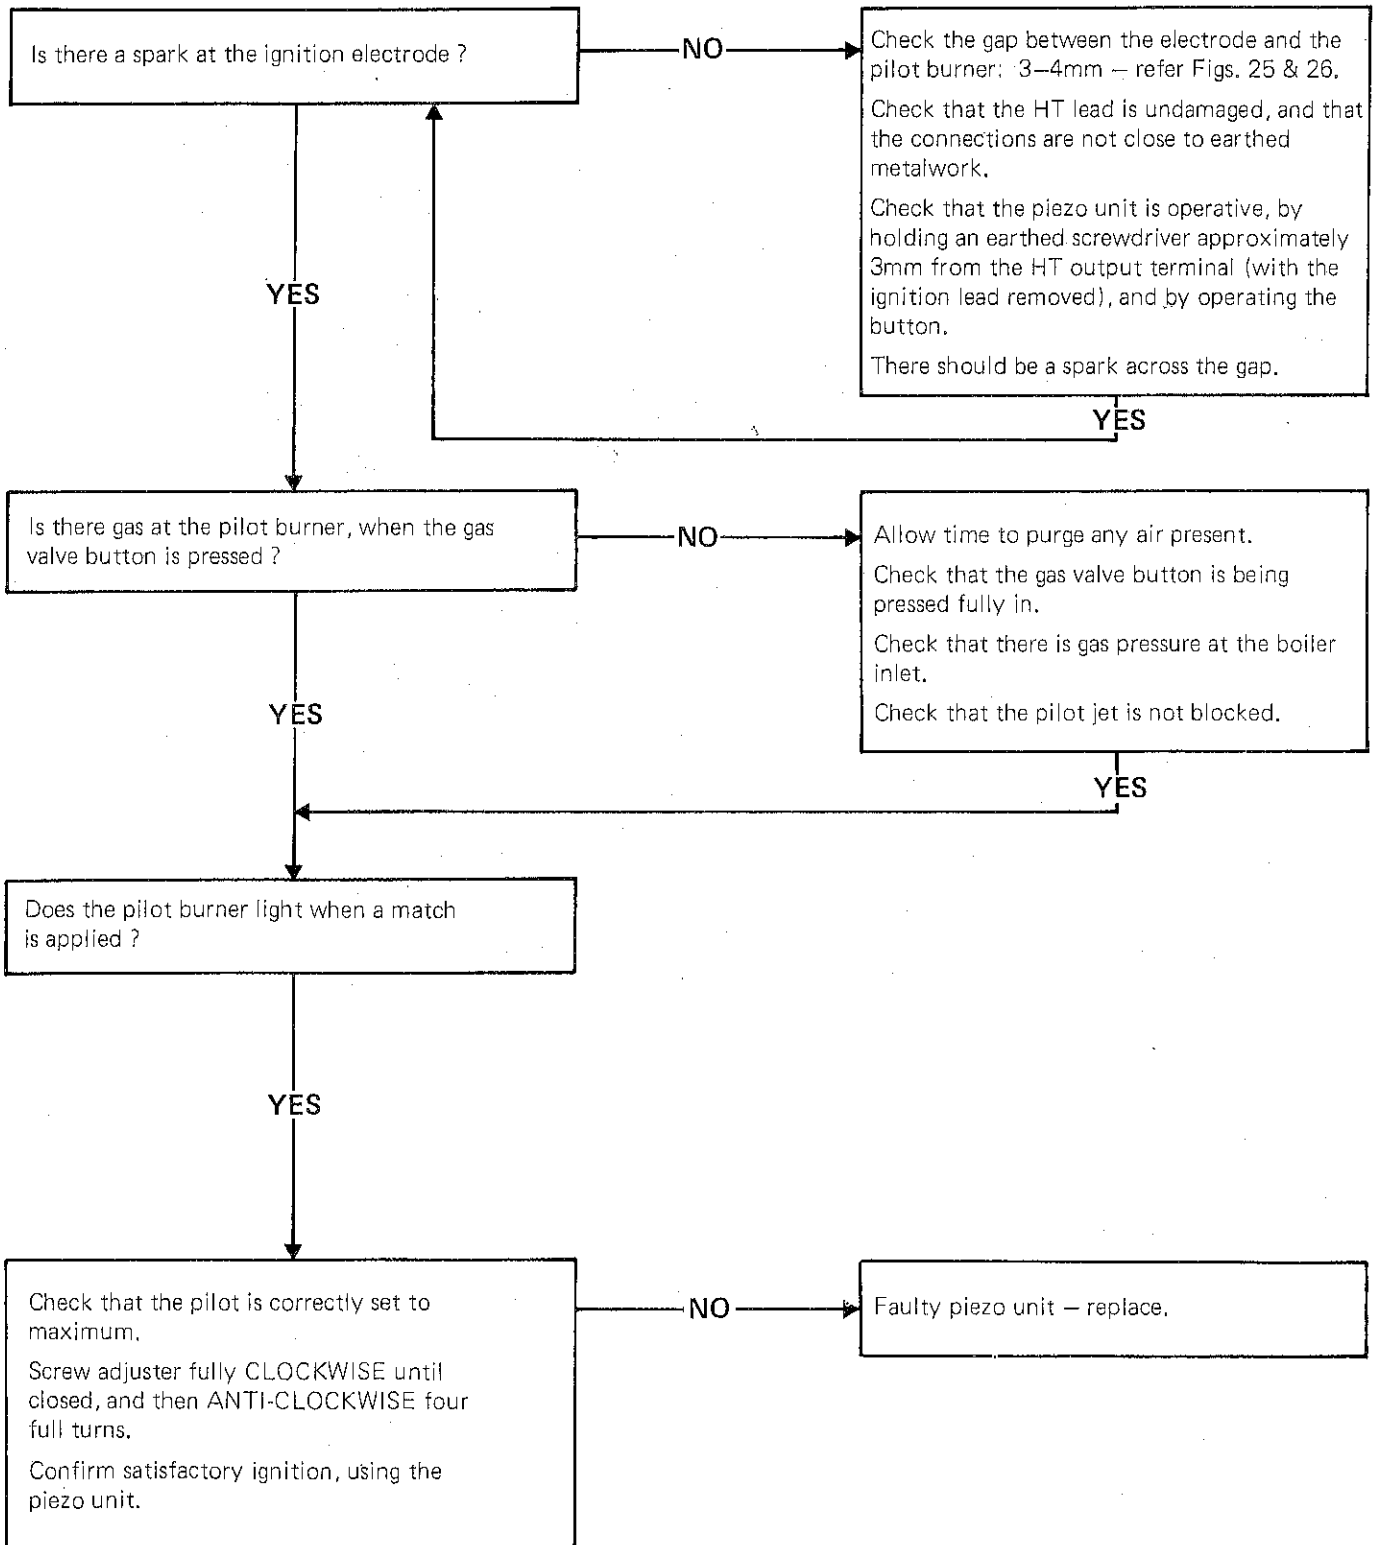 Is there a spark at the ignition electrode ?
NO
Check the gap between the electrode and the
pilot burner: 3–4mm – refer Figs. 25 & 26.
Check that the HT lead is undamaged, and that
the connections are not close to earthed
metalwork.
Check that the piezo unit is operative, by
holding an earthed screwdriver approximately
3mm from the HT output terminal (with the
ignition lead removed), and by operating the
button.
There should be a spark across the gap.
YES
YES
Is there gas at the pilot burner, when the gas
valve button is pressed ?
NO
Allow time to purge any air present.
Check that the gas valve button is being
pressed fully in.
Check that there is gas pressure at the boiler
inlet.
Check that the pilot jet is not blocked.
YES
YES
Does the pilot burner light when a match
is applied ?
YES
Check that the pilot is correctly set to
maximum.
Screw adjuster fully CLOCKWISE until
closed, and then ANTI-CLOCKWISE four
full turns.
Confirm satisfactory ignition, using the
piezo unit.
NO
Faulty piezo unit – replace.